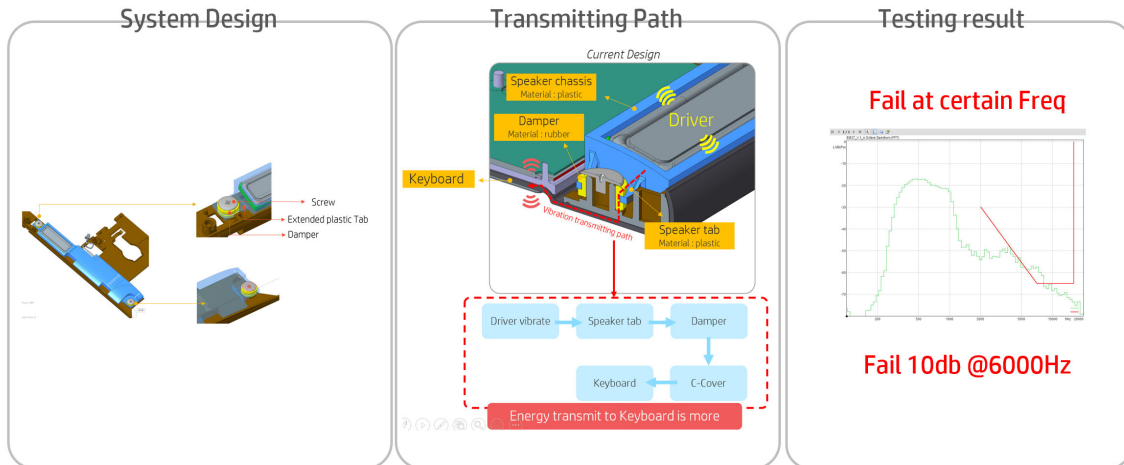 System Design
Screw
Extended plastic Tab
Damper
Transmitting Path
Current Design
Speaker chassis
Material : plastic
Driver
Damper
Material : rubber
Keyboard
Vibration transmitting path
Speaker tab
Material : plastic
Driver vibrate
Speaker tab
Damper
Keyboard
C-Cover
Energy transmit to Keyboard is more
Testing result
Fail at certain Freq
Fail 10db @6000Hz